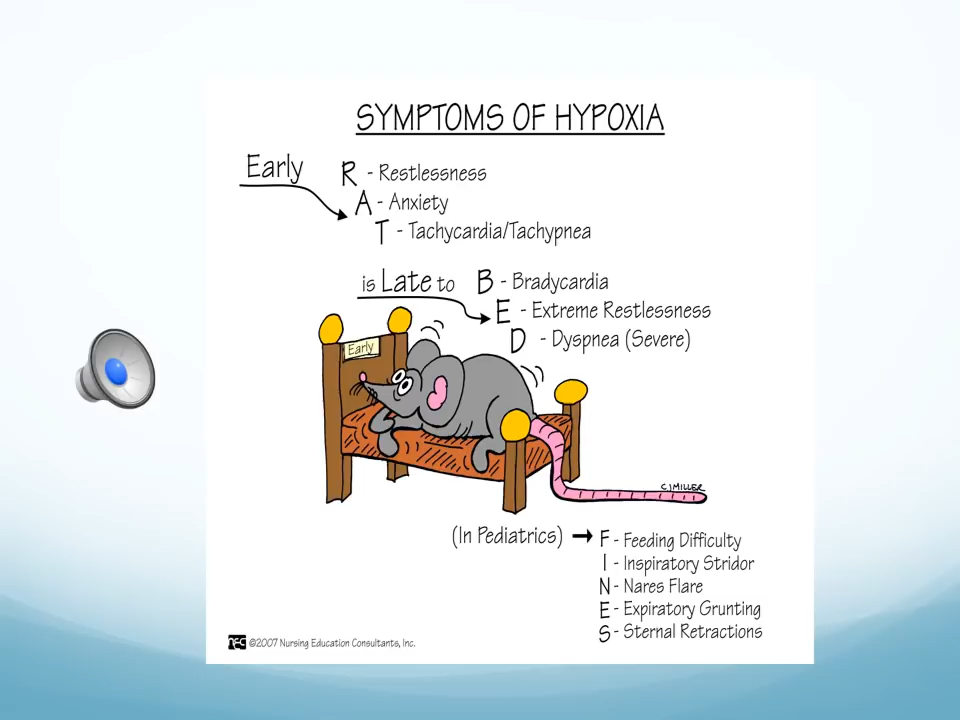 SYMPTOMS OF HYPOXIA
Early
R - Restlessness
A - Anxiety
T - Tachycardia/Tachypnea
is Late to
B - Bradycardia
E - Extreme Restlessness
D - Dyspnea (Severe)
Early
C.J.MILLER
(In Pediatrics)
F - Feeding Difficulty
I - Inspiratory Stridor
N - Nares Flare
E - Expiratory Grunting
S - Sternal Retractions
nec ©2007 Nursing Education Consultants, Inc.